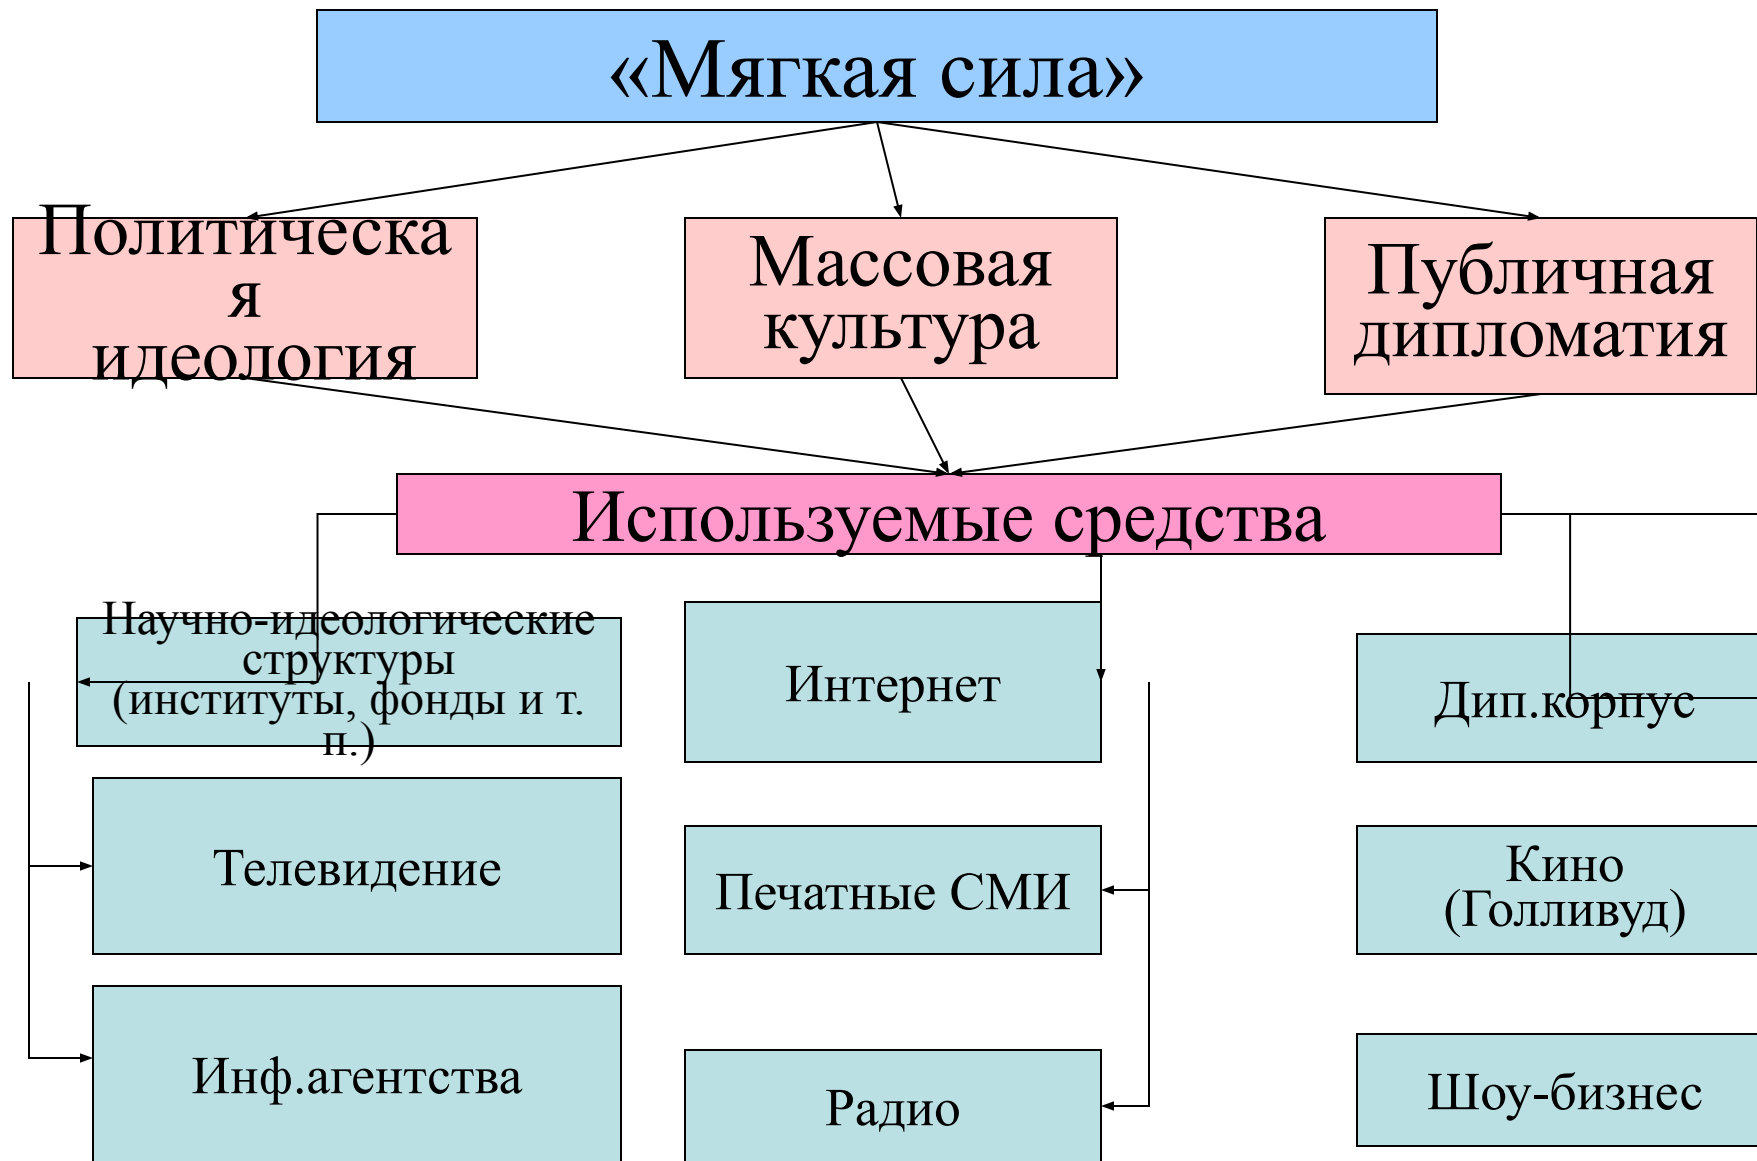 «Мягкая сила»
Политическа
я
идеология
Массовая
культура
Публичная
дипломатия
Используемые средства
Научно-идеологические
структуры
(институты, фонды и т.
п.)
Интернет
Дип.корпус
Телевидение
Печатные СМИ
Кино
(Голливуд)
Инф.агентства
Радио
Шоу-бизнес